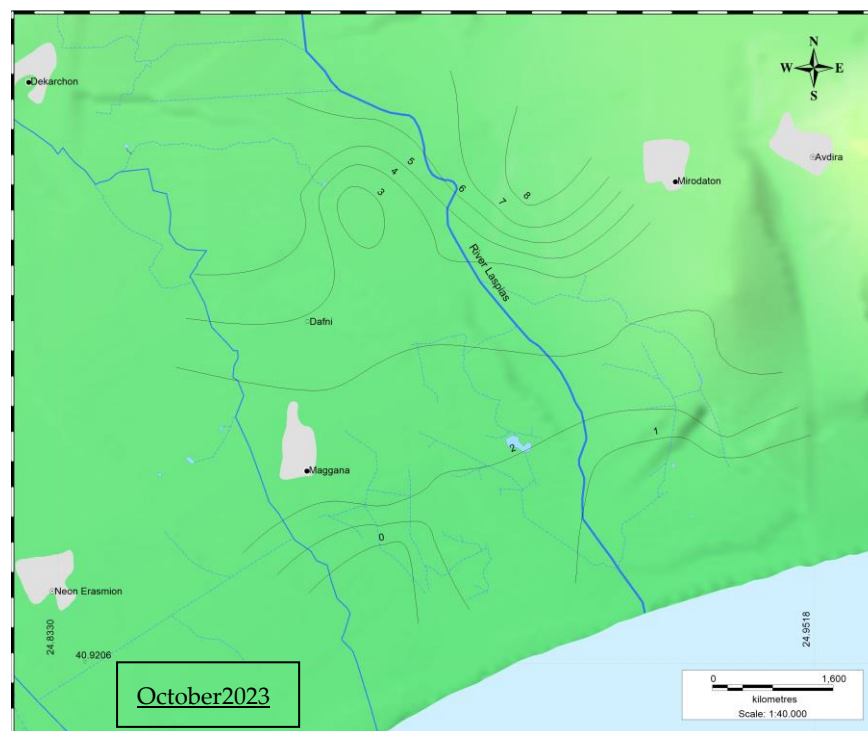 N
W E
S
Dekarchon
Avdira
Mirodaton
5
4
3
6
7
8
River Laspias
Dafni
1
2
Maggana
0
Neon Erasmion
24.8330
40.9206
24.9518
October2023
0 1,600
kilometres
Scale: 1:40.000